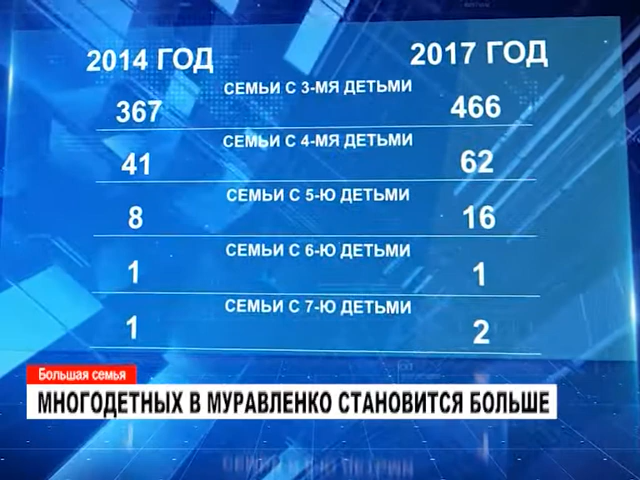 2014 ГОД
2017 ГОД
СЕМЬИ С 3-МЯ ДЕТЬМИ
367
466
СЕМЬИ С 4-МЯ ДЕТЬМИ
41
62
СЕМЬИ С 5-Ю ДЕТЬМИ
8
16
СЕМЬИ С 6-Ю ДЕТЬМИ
1
1
СЕМЬИ С 7-Ю ДЕТЬМИ
1
2
Большая семья
МНОГОДЕТНЫХ В МУРАВЛЕНКО СТАНОВИТСЯ БОЛЬШЕ